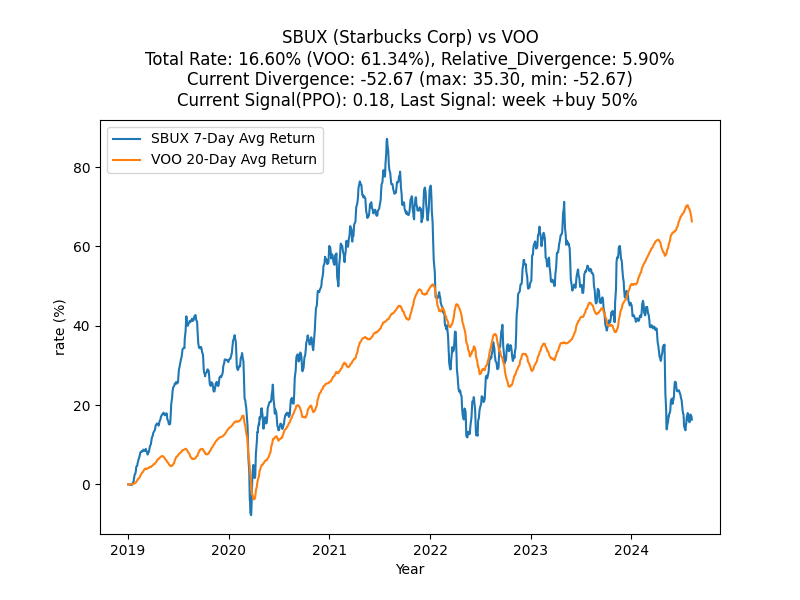 SBUX (Starbucks Corp) vs VOO
Total Rate: 16.60% (VOO: 61.34%), Relative_Divergence: 5.90%
Current Divergence: -52.67 (max: 35.30, min: -52.67)
Current Signal(PPO): 0.18, Last Signal: week +buy 50%
SBUX 7-Day Avg Return
VOO 20-Day Avg Return
80
60
40
20
0
rate (%)
2019 2020 2021 2022 2023 2024
Year